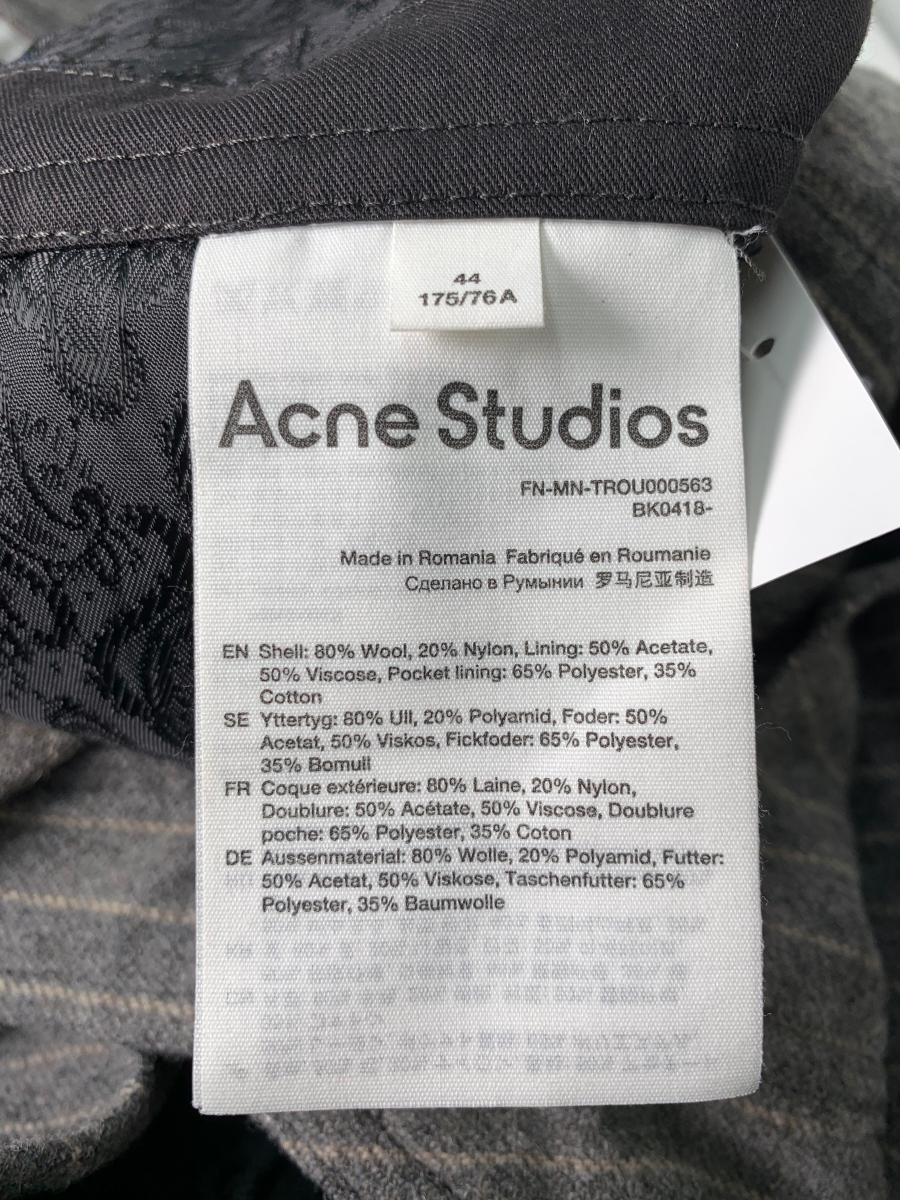 44
175/76A
Acne Studios
FN-MN-TROU000563
BK0418-
Made in Romania Fabriqué en Roumanie
Сделано в Румынии 罗马尼亚制造
EN Shell: 80% Wool, 20% Nylon, Lining: 50% Acetate,
50% Viscose, Pocket lining: 65% Polyester, 35%
Cotton
SE Yttertyg: 80% Ull, 20% Polyamid, Foder: 50%
Acetat, 50% Viskos, Fickfoder: 65% Polyester,
35% Bomull
FR Coque extérieure: 80% Laine, 20% Nylon,
Doublure: 50% Acétate, 50% Viscose, Doublure
poche: 65% Polyester, 35% Coton
DE Aussenmaterial: 80% Wolle, 20% Polyamid, Futter:
50% Acetat, 50% Viskose, Taschenfutter: 65%
Polyester, 35% Baumwolle